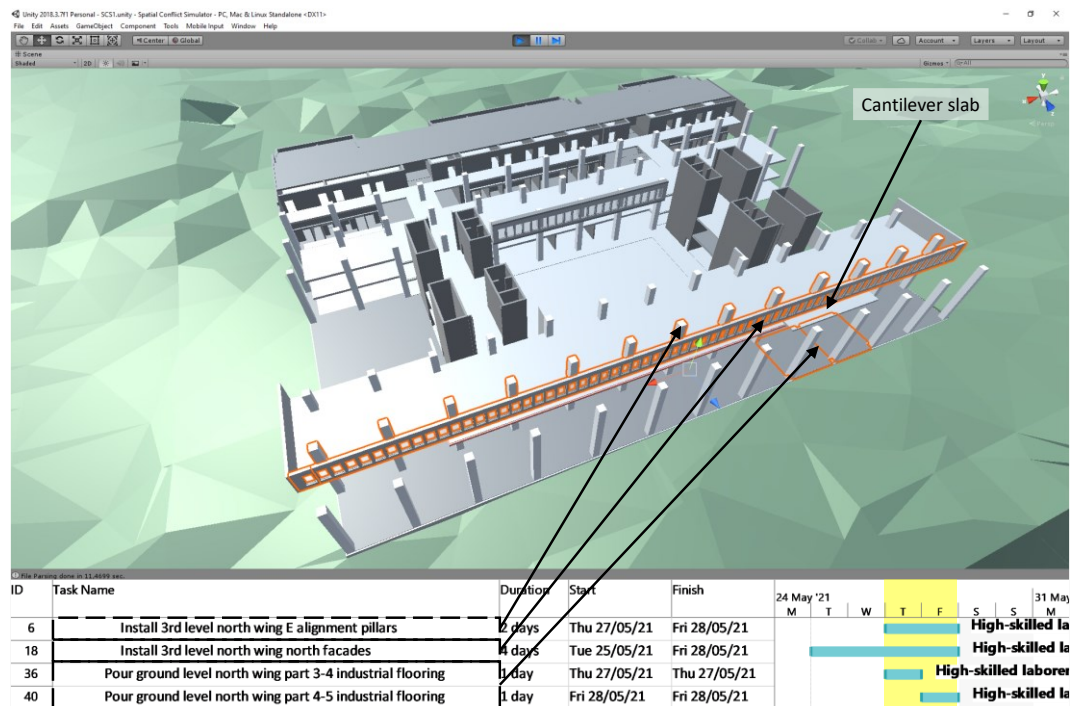 Unity 2018.3.7f1 Personal - SCS1.unity - Spatial Conflict Simulator - PC, Mac & Linux Standalone <DX11>
File Edit Assets GameObject Component Tools Mobile Input Window Help
Center Global Collab Account Layers Layout
Scene
Shaded 2D Gizmos All
Cantilever slab
y
z
Persp
File Parsing done in 11,4699 sec.
ID Task Name Duration Start Finish 24 May '21 31 May
M T W T F S S M
6 Install 3rd level north wing E alignment pillars 2 days Thu 27/05/21 Fri 28/05/21 High-skilled la
18 Install 3rd level north wing north facades 4 days Tue 25/05/21 Fri 28/05/21 High-skilled la
36 Pour ground level north wing part 3-4 industrial flooring 1 day Thu 27/05/21 Thu 27/05/21 High-skilled laborer
40 Pour ground level north wing part 4-5 industrial flooring 1 day Fri 28/05/21 Fri 28/05/21 High-skilled la